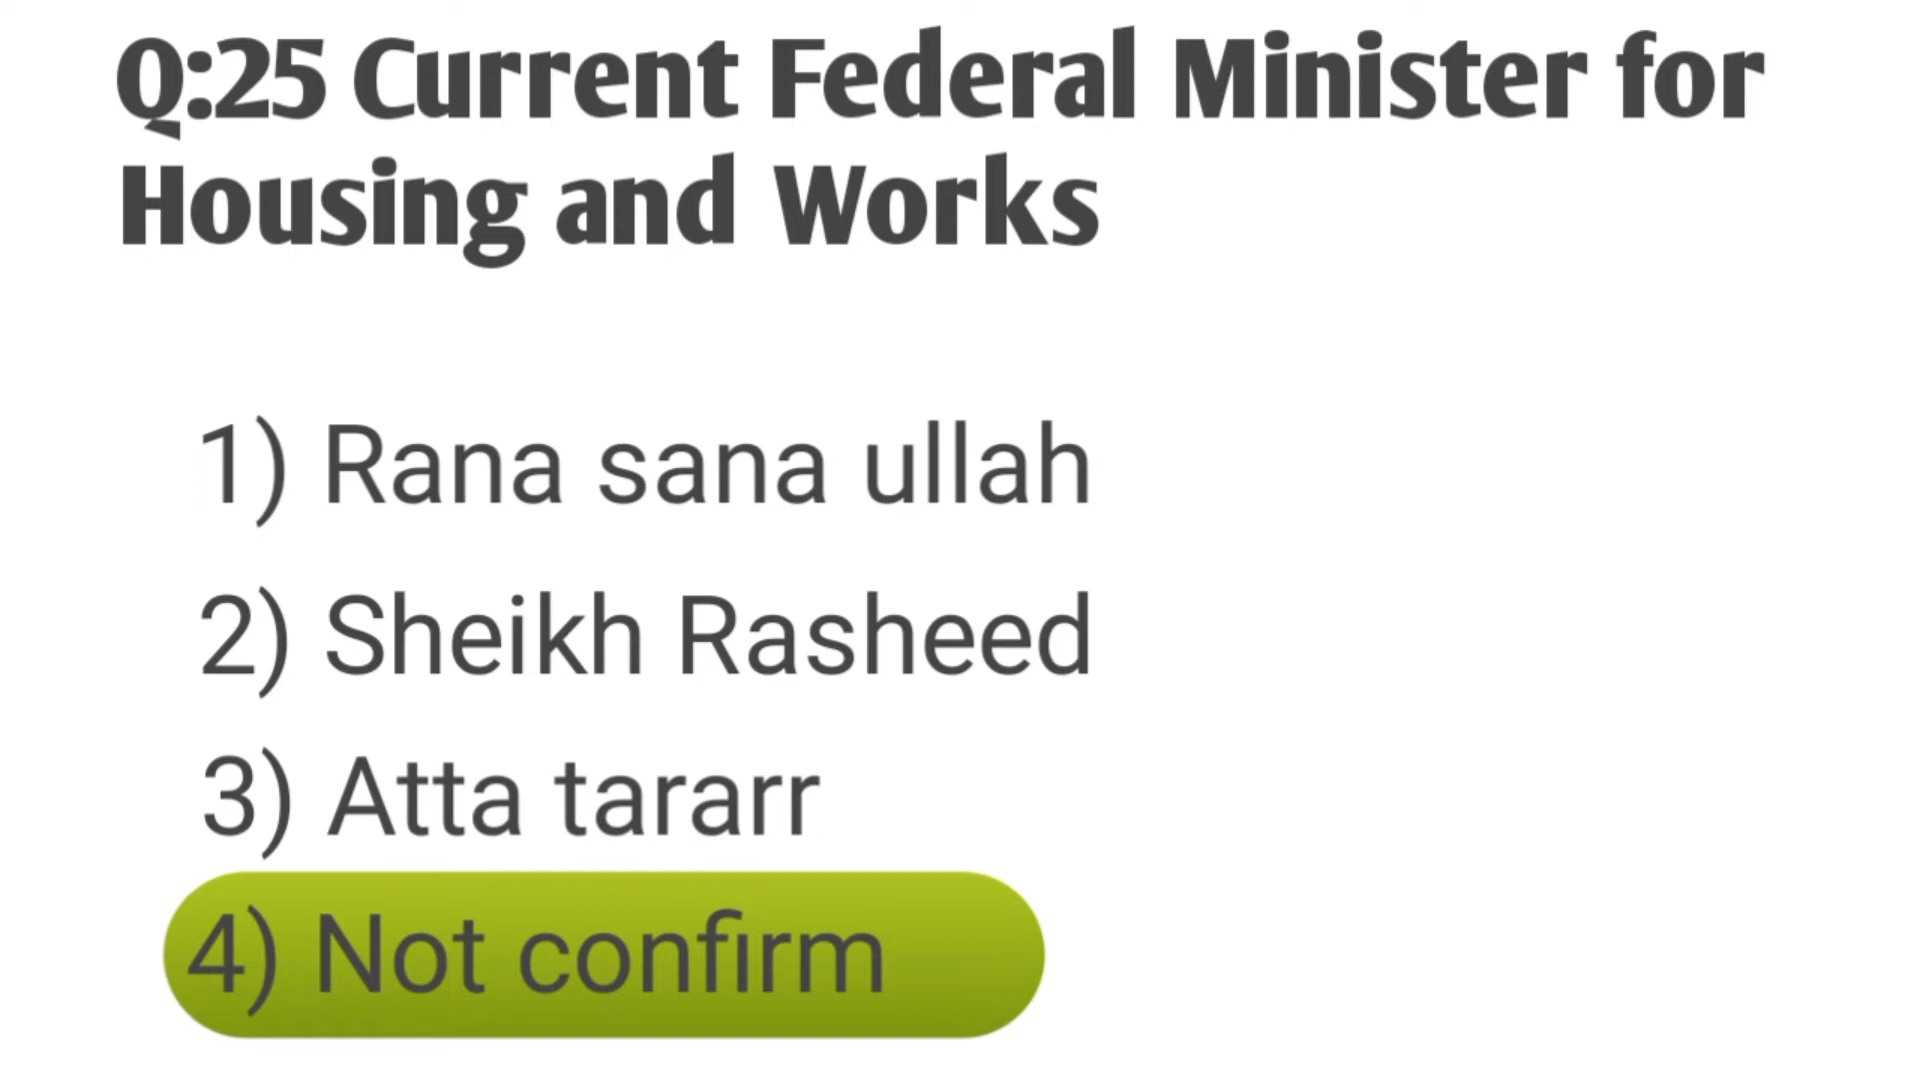 Q:25 Current Federal Minister for
Housing and Works
1) Rana sana ullah
2) Sheikh Rasheed
3) Atta tararr
4) Not confirm